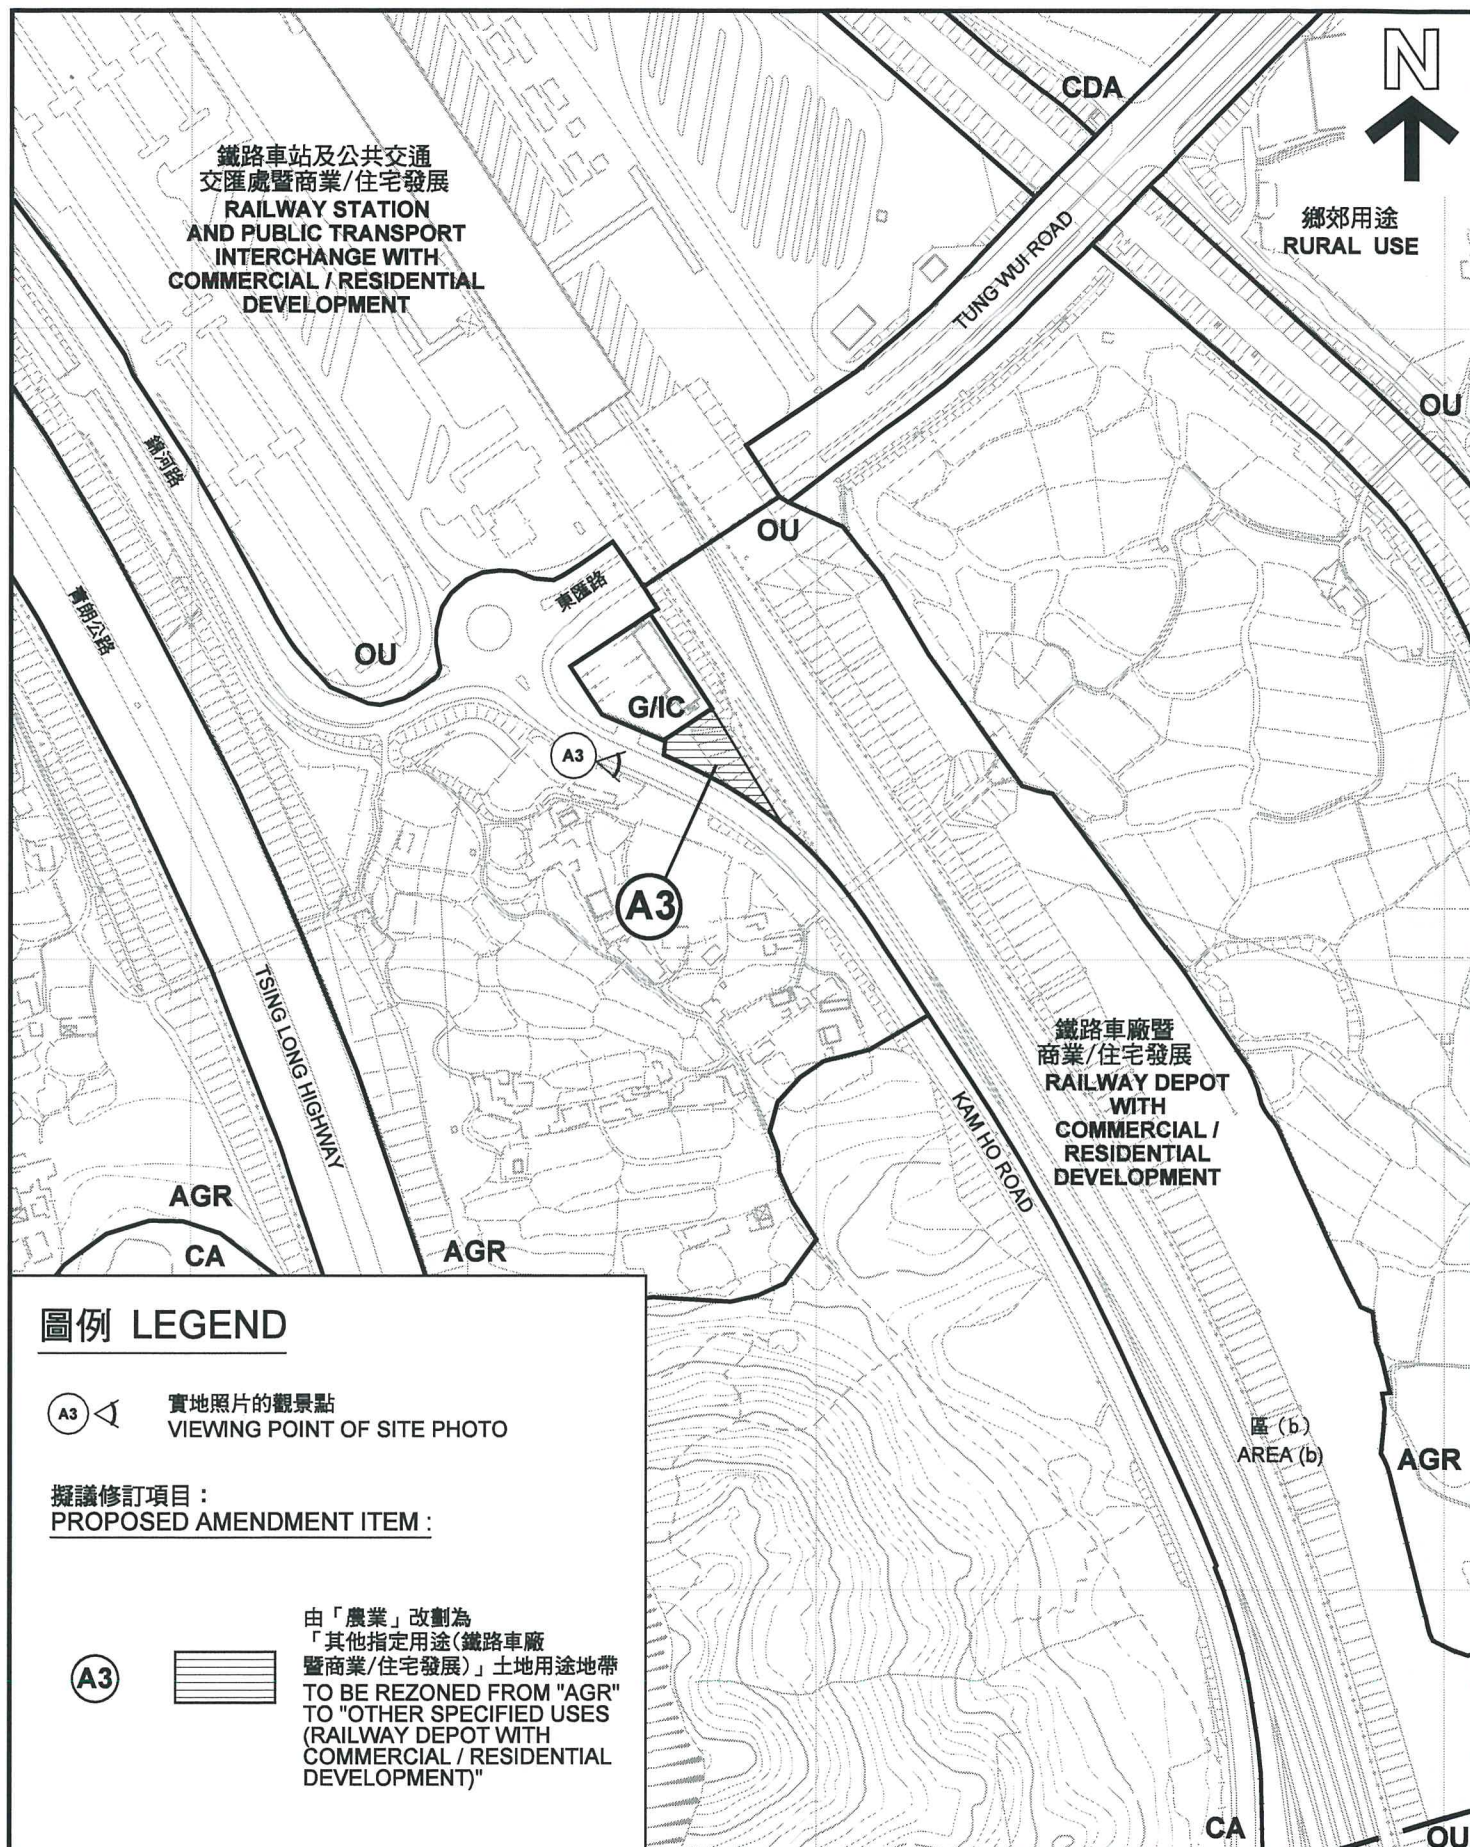 N
CDA
鐵路車站及公共交通
交匯處暨商業/住宅發展
RAILWAY STATION
AND PUBLIC TRANSPORT
INTERCHANGE WITH
COMMERCIAL / RESIDENTIAL
DEVELOPMENT
鄉郊用途
RURAL USE
TUNG WUI ROAD
OU
錦河路
OU
東匯路
青朗公路
OU
G/IC
A3
A3
TSING LONG HIGHWAY
鐵路車廠暨
商業/住宅發展
RAILWAY DEPOT
WITH
COMMERCIAL /
RESIDENTIAL
DEVELOPMENT
KAM HO ROAD
AGR
CA
AGR
區 (b)
AREA (b)
AGR
CA
OU
圖例 LEGEND
A3
實地照片的觀景點
VIEWING POINT OF SITE PHOTO
擬議修訂項目：
PROPOSED AMENDMENT ITEM :
A3
由「農業」改劃為
「其他指定用途(鐵路車廠
暨商業/住宅發展)」土地用途地帶
TO BE REZONED FROM "AGR"
TO "OTHER SPECIFIED USES
(RAILWAY DEPOT WITH
COMMERCIAL / RESIDENTIAL
DEVELOPMENT)"